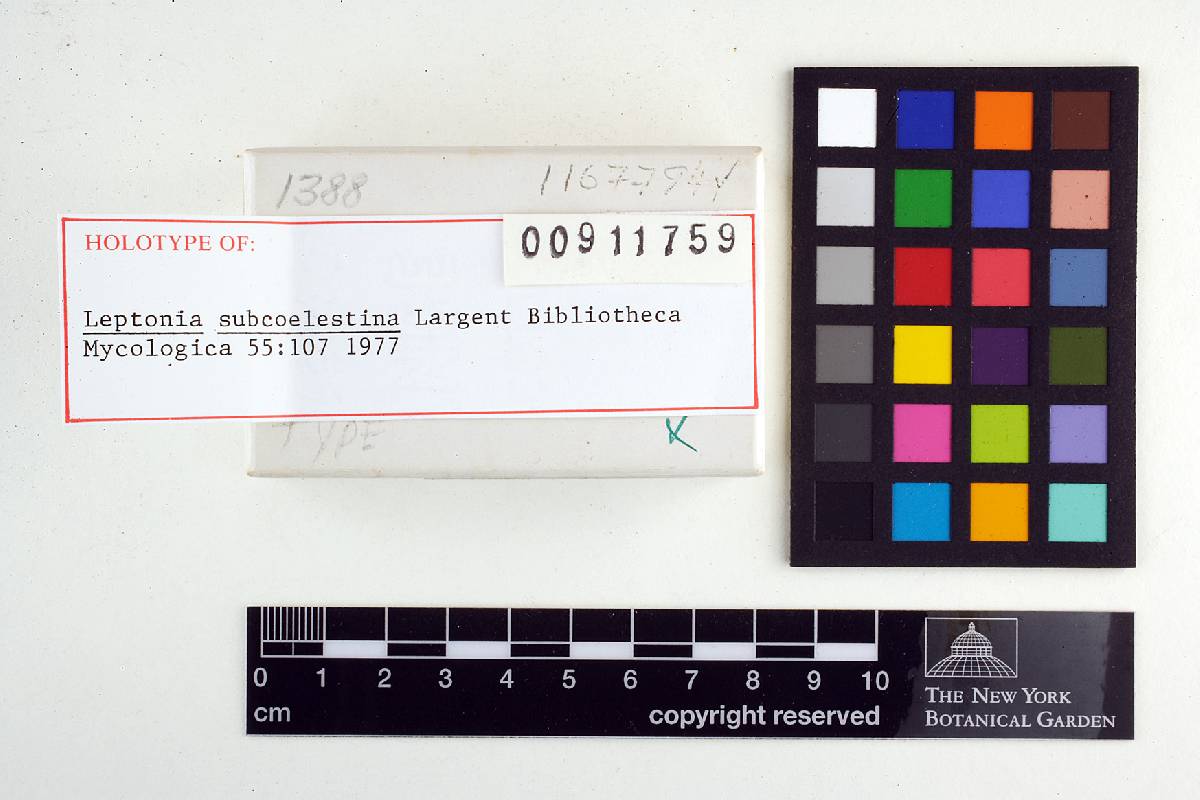 1388
HOLOTYPE OF:
00911759
Leptonia subcoelestina Largent Bibliotheca
Mycologica 55:107 1977
TYPE
0 1 2 3 4 5 6 7 8 9 10
cm
copyright reserved
THE NEW YORK
BOTANICAL GARDEN